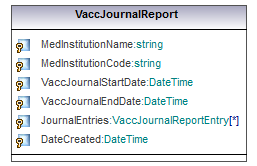 VaccJournalReport
MedInstitutionName:string
MedInstitutionCode:string
VaccJournalStartDate:DateTime
VaccJournalEndDate:DateTime
JournalEntries:VaccJournalReportEntry[*]
DateCreated:DateTime